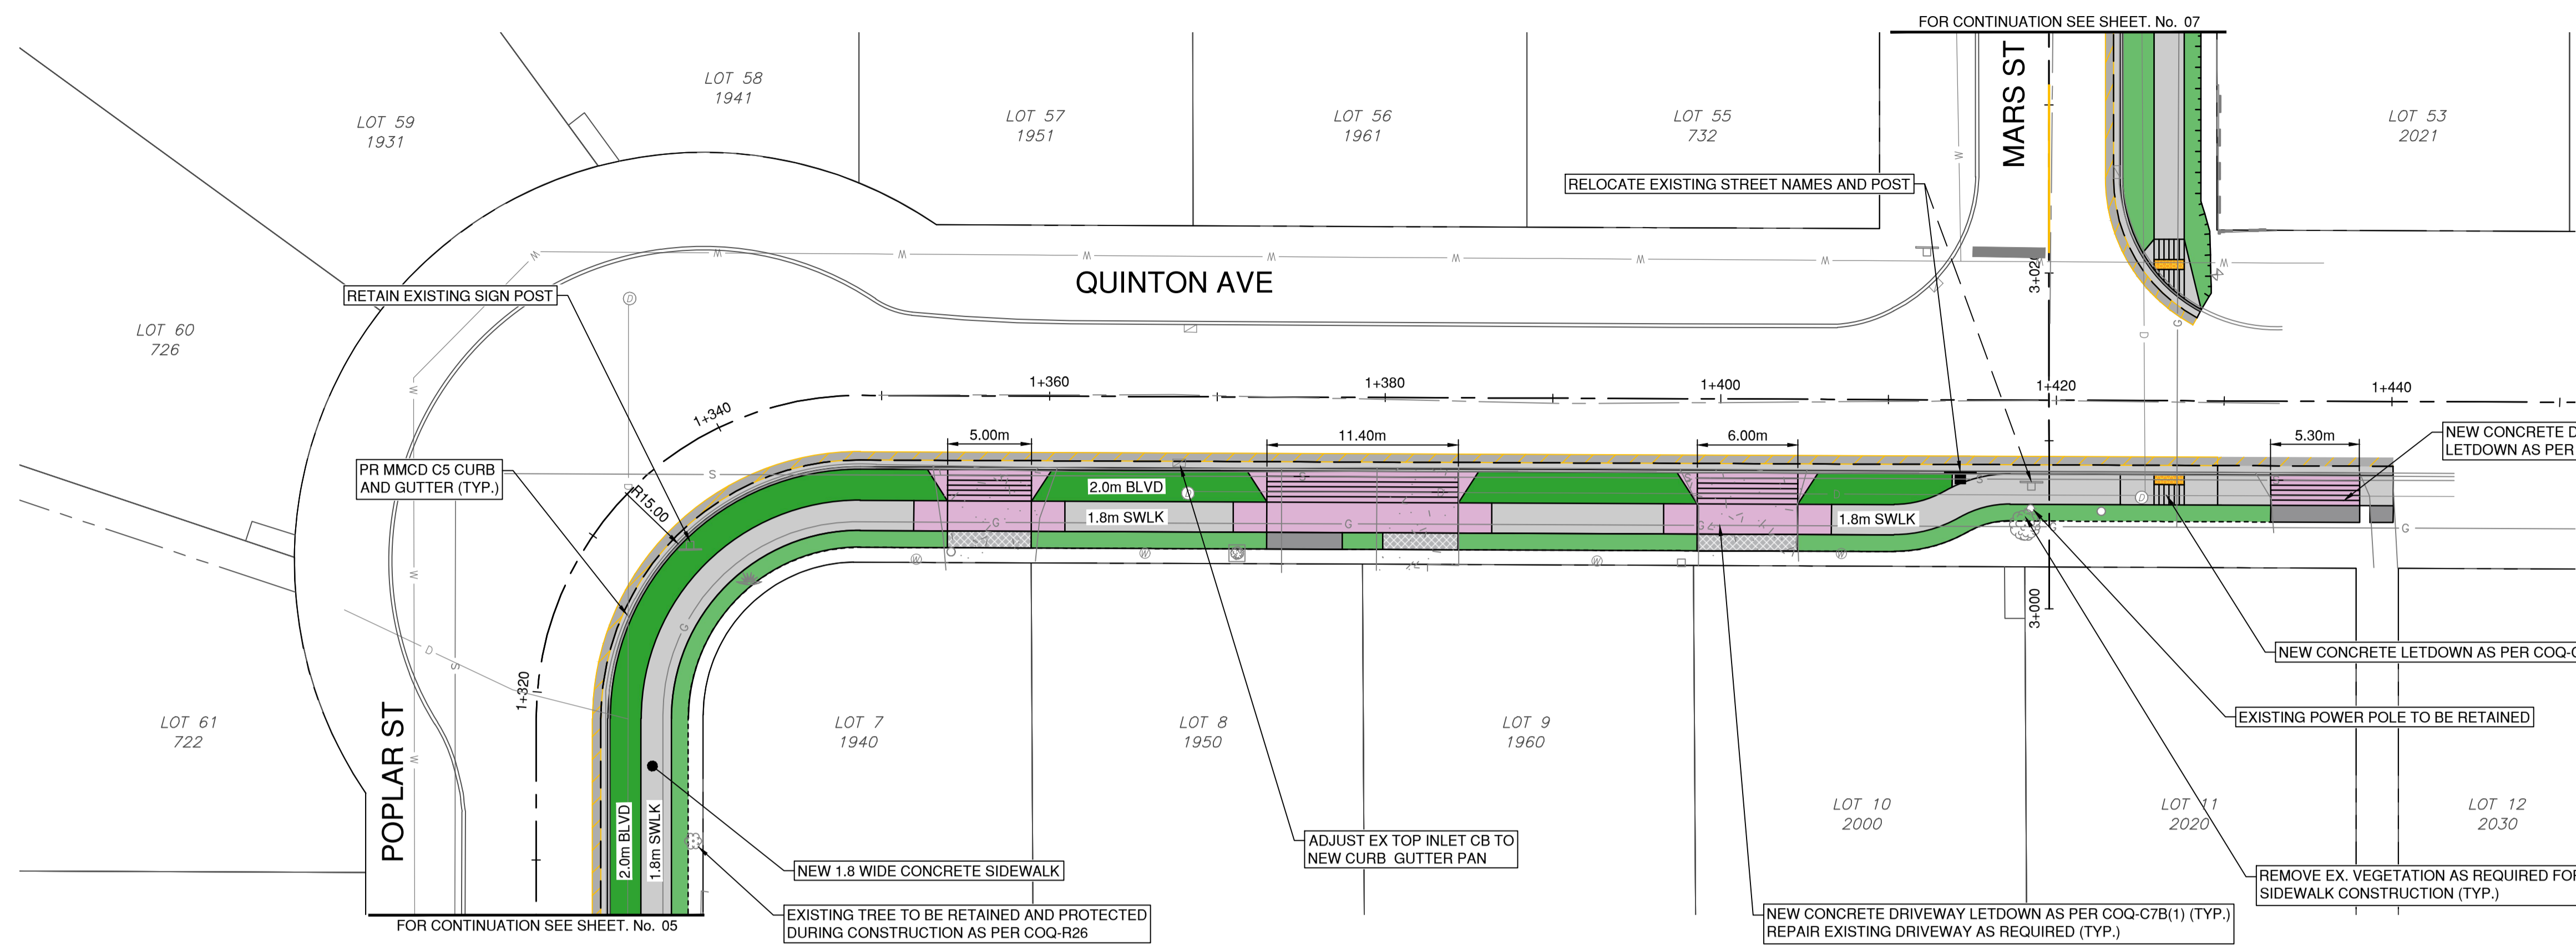 FOR CONTINUATION SEE SHEET. No. 07
MARS ST
LOT 58
1941
LOT 59
1931
LOT 57
1951
LOT 56
1961
LOT 55
732
LOT 53
2021
RELOCATE EXISTING STREET NAMES AND POST
QUINTON AVE
RETAIN EXISTING SIGN POST
LOT 60
726
3+020
1+340
1+360
1+380
1+400
1+420
1+440
5.00m
11.40m
6.00m
5.30m
NEW CONCRETE D
LETDOWN AS PER
PR MMCD C5 CURB
AND GUTTER (TYP.)
R15.00
2.0m BLVD
1.8m SWLK
1.8m SWLK
3+000
1+320
NEW CONCRETE LETDOWN AS PER COQ-C
EXISTING POWER POLE TO BE RETAINED
LOT 61
722
POPLAR ST
LOT 7
1940
LOT 8
1950
LOT 9
1960
LOT 10
2000
LOT 11
2020
LOT 12
2030
2.0m BLVD
1.8m SWLK
ADJUST EX TOP INLET CB TO
NEW CURB GUTTER PAN
NEW 1.8 WIDE CONCRETE SIDEWALK
REMOVE EX. VEGETATION AS REQUIRED FOR
SIDEWALK CONSTRUCTION (TYP.)
EXISTING TREE TO BE RETAINED AND PROTECTED
DURING CONSTRUCTION AS PER COQ-R26
NEW CONCRETE DRIVEWAY LETDOWN AS PER COQ-C7B(1) (TYP.)
REPAIR EXISTING DRIVEWAY AS REQUIRED (TYP.)
FOR CONTINUATION SEE SHEET. No. 05